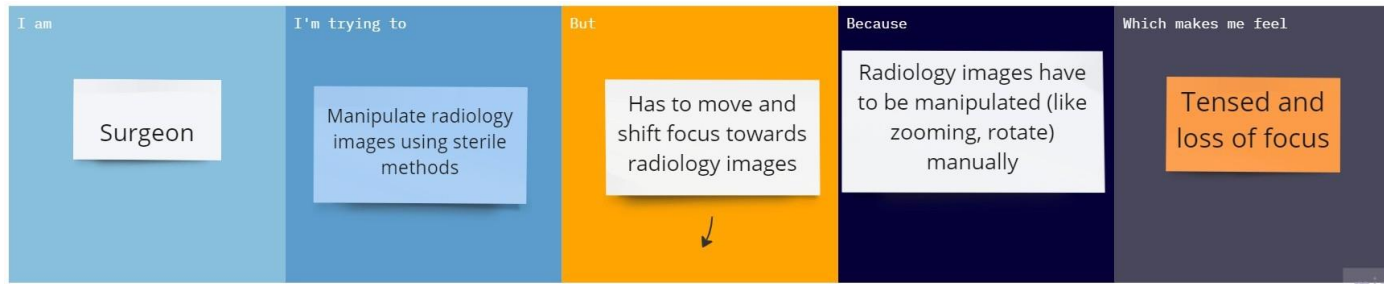 I am
Surgeon
I'm trying to
Manipulate radiology
images using sterile
methods
But
Has to move and
shift focus towards
radiology images
Because
Radiology images have
to be manipulated (like
zooming, rotate)
manually
Which makes me feel
Tensed and
loss of focus